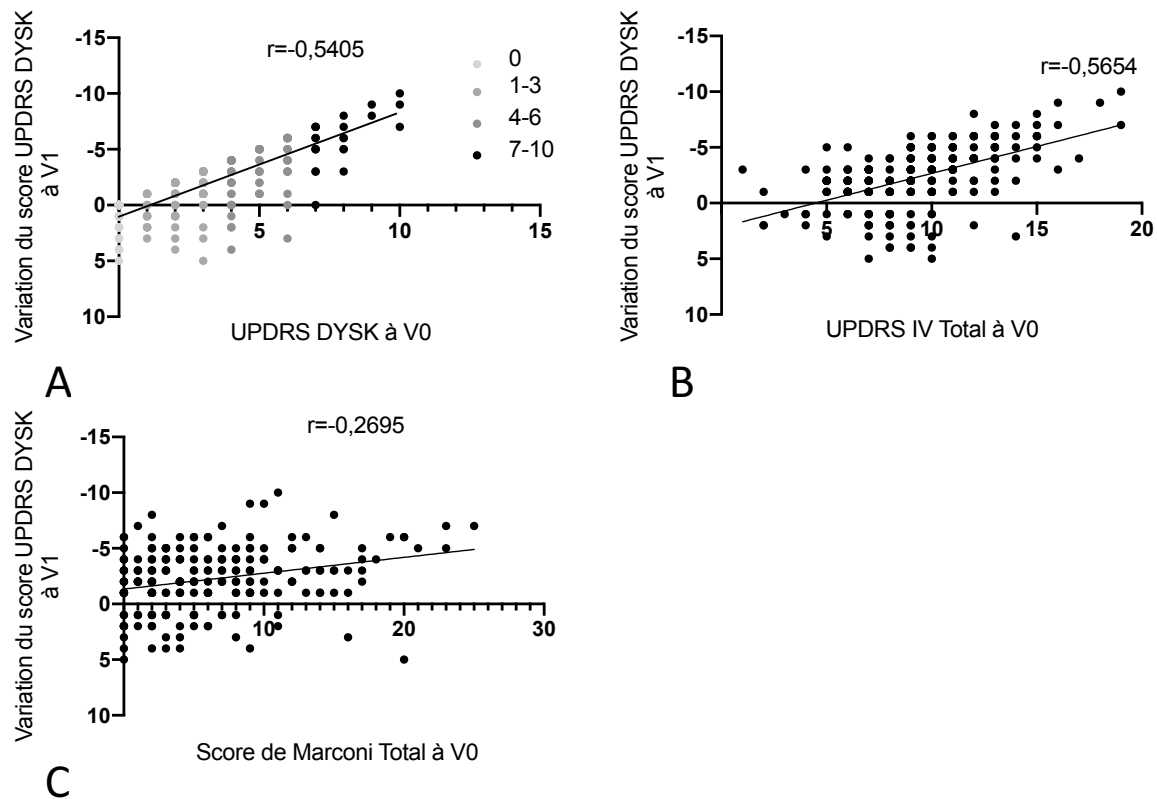 Variation du score UPDRS DYSK
à V1
-15
-10
-5
0
5
10
5
10
15
r=-0,5405
0
1-3
4-6
7-10
UPDRS DYSK à V0
A
Variation du score UPDRS DYSK
à V1
-15
-10
-5
0
5
10
5
10
15
20
r=-0,5654
UPDRS IV Total à V0
B
Variation du score UPDRS DYSK
à V1
-15
-10
-5
0
5
10
10
20
30
r=-0,2695
Score de Marconi Total à V0
C